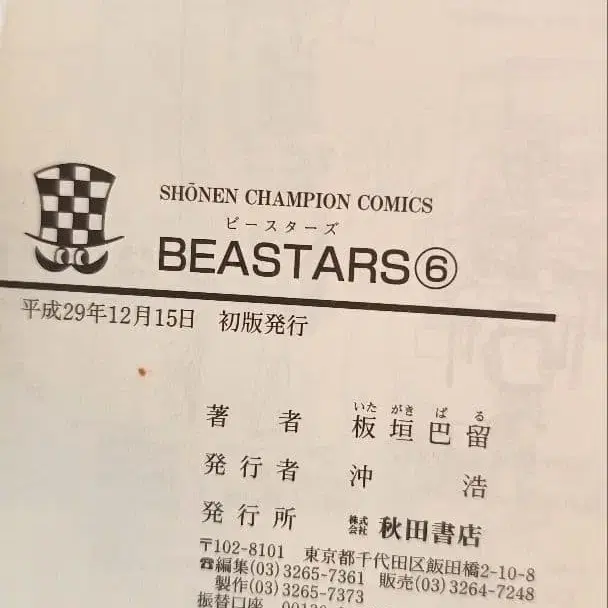 SHŌNEN CHAMPION COMICS
ビースターズ
BEASTARS⑥
平成29年12月15日 初版発行
いた がき ぱ る
著者 板垣巴留
発行者 沖浩
発行所 株式会社 秋田書店
〒102-8101 東京都千代田区飯田橋2-10-8
☎編集(03)3265-7361 販売(03)3264-7248
製作(03)3265-7373
振替口座